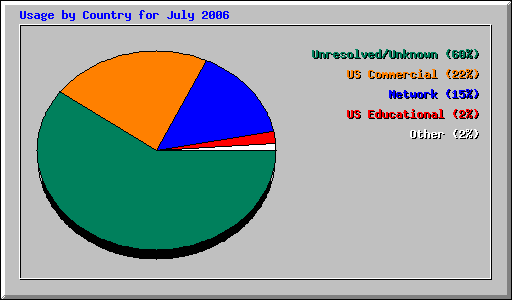 Usage by Country for July 2006
Unresolved/Unknown (60%)
US Commercial (22%)
Network (15%)
US Educational (2%)
Other (2%)